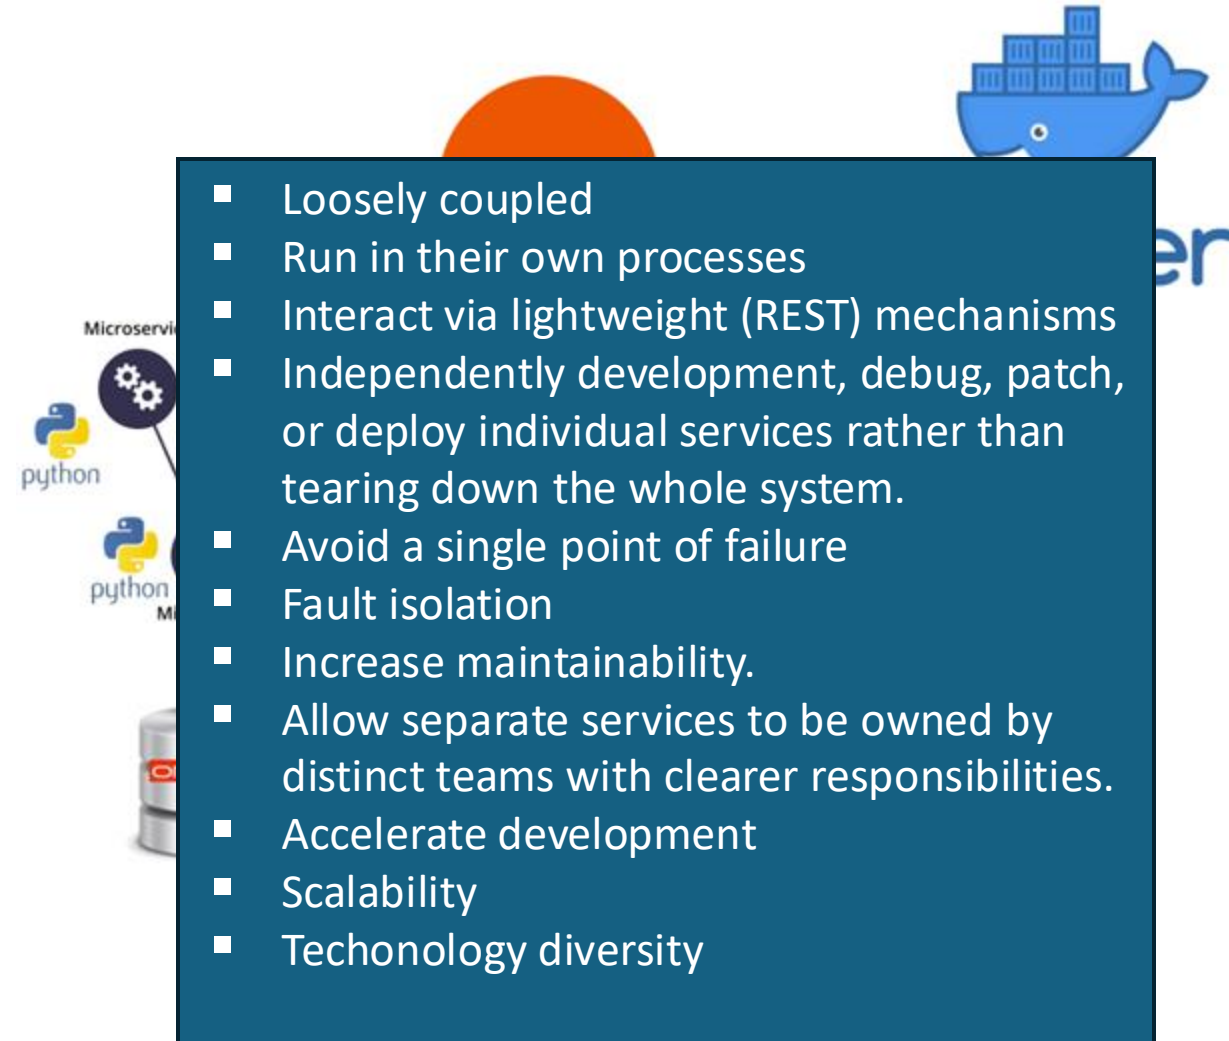 Loosely coupled
Run in their own processes
Interact via lightweight (REST) mechanisms
Independently development, debug, patch,
or deploy individual services rather than
tearing down the whole system.
Avoid a single point of failure
Fault isolation
Increase maintainability.
Allow separate services to be owned by
distinct teams with clearer responsibilities.
Accelerate development
Scalability
Techonology diversity
python
python